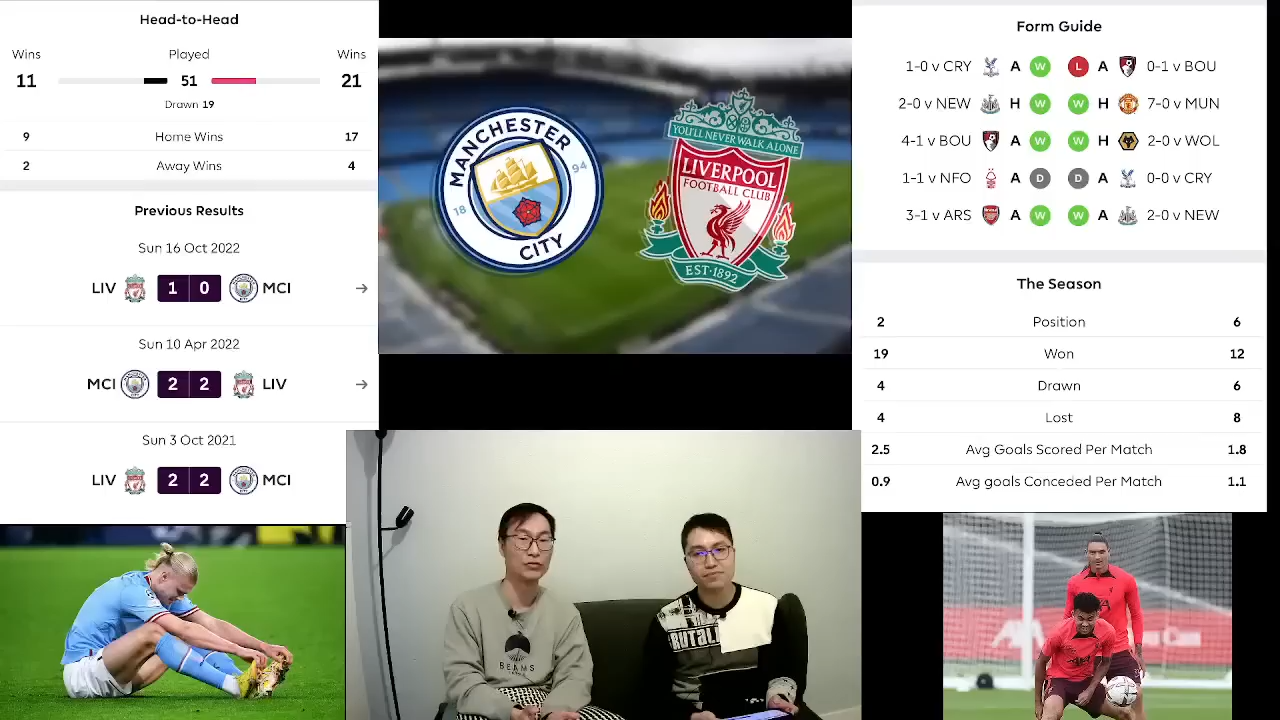 Head-to-Head
Wins Played Wins
11 51 21
Drawn 19
9 Home Wins 17
2 Away Wins 4
Previous Results
Sun 16 Oct 2022
LIV 1 0 MCI
Sun 10 Apr 2022
MCI 2 2 LIV
Sun 3 Oct 2021
LIV 2 2 MCI
MANCHESTER
18 94
CITY
YOU'LL NEVER WALK ALONE
LIVERPOOL
FOOTBALL CLUB
EST·1892
Form Guide
1-0 v CRY A W L A 0-1 v BOU
2-0 v NEW H W W H 7-0 v MUN
4-1 v BOU A W W H 2-0 v WOL
1-1 v NFO A D D A 0-0 v CRY
3-1 v ARS A W W A 2-0 v NEW
The Season
2 Position 6
19 Won 12
4 Drawn 6
4 Lost 8
2.5 Avg Goals Scored Per Match 1.8
0.9 Avg goals Conceded Per Match 1.1
BEAMS